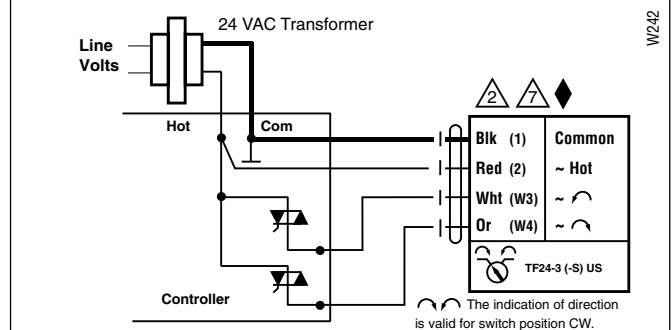 W242
24 VAC Transformer
Line
Volts
Hot
Com
2
7
Blk (1) Common
Red (2) ~ Hot
Wht (W3) ~
Or (W4) ~
TF24-3 (-S) US
Controller
The indication of direction
is valid for switch position CW.